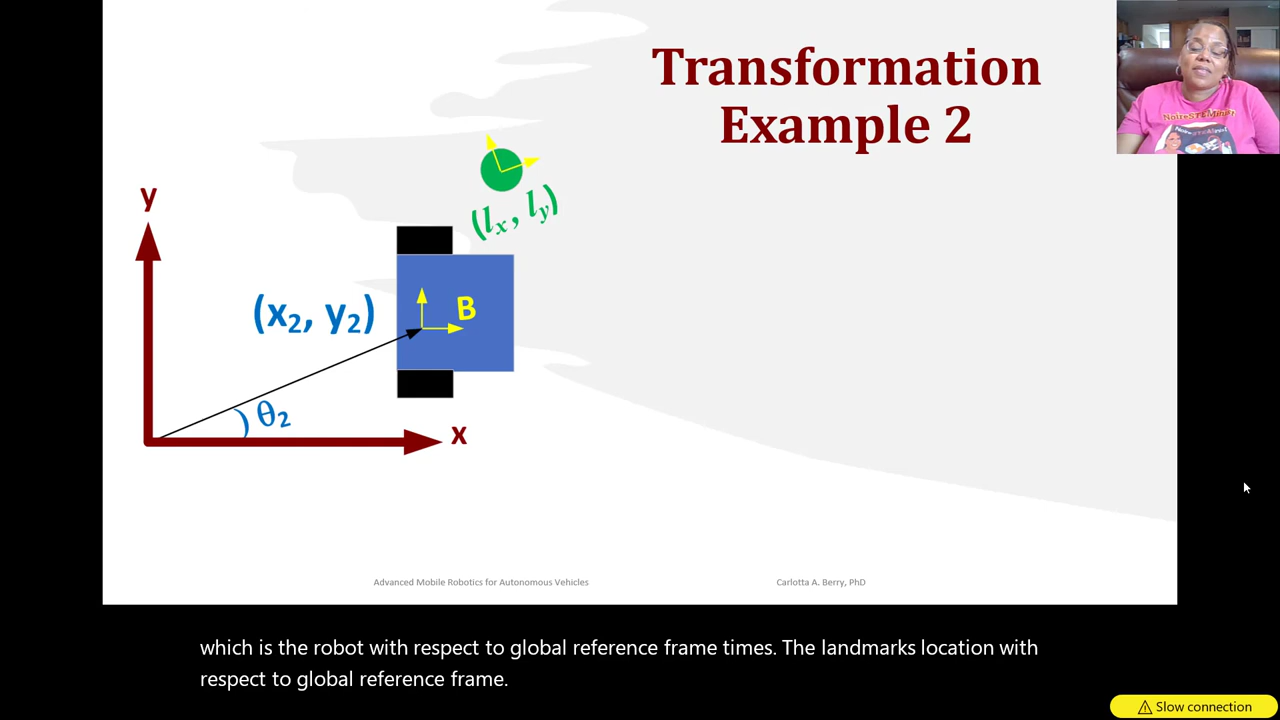 Transformation
Example 2
y
(lₓ, l_y)
B
(x₂, y₂)
θ₂
x
Advanced Mobile Robotics for Autonomous Vehicles
Carlotta A. Berry, PhD
which is the robot with respect to global reference frame times. The landmarks location with
respect to global reference frame.
⚠ Slow connection